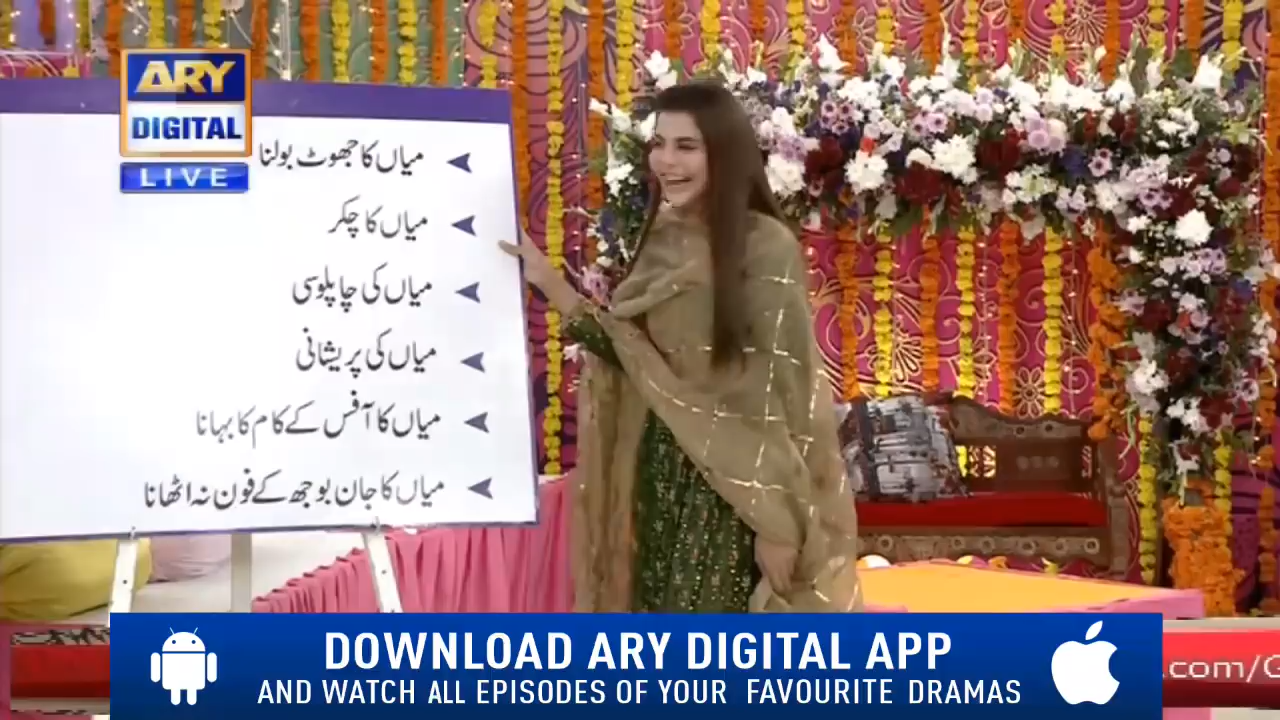 ARY
DIGITAL
LIVE
میاں کا جھوٹ بولنا
میاں کا چکر
میاں کی چاپلوسی
میاں کی پریشانی
میاں کا آفس کے کام کا بہانا
میاں کا جان بوجھ کے فون نہ اٹھانا
DOWNLOAD ARY DIGITAL APP
AND WATCH ALL EPISODES OF YOUR FAVOURITE DRAMAS
.com/